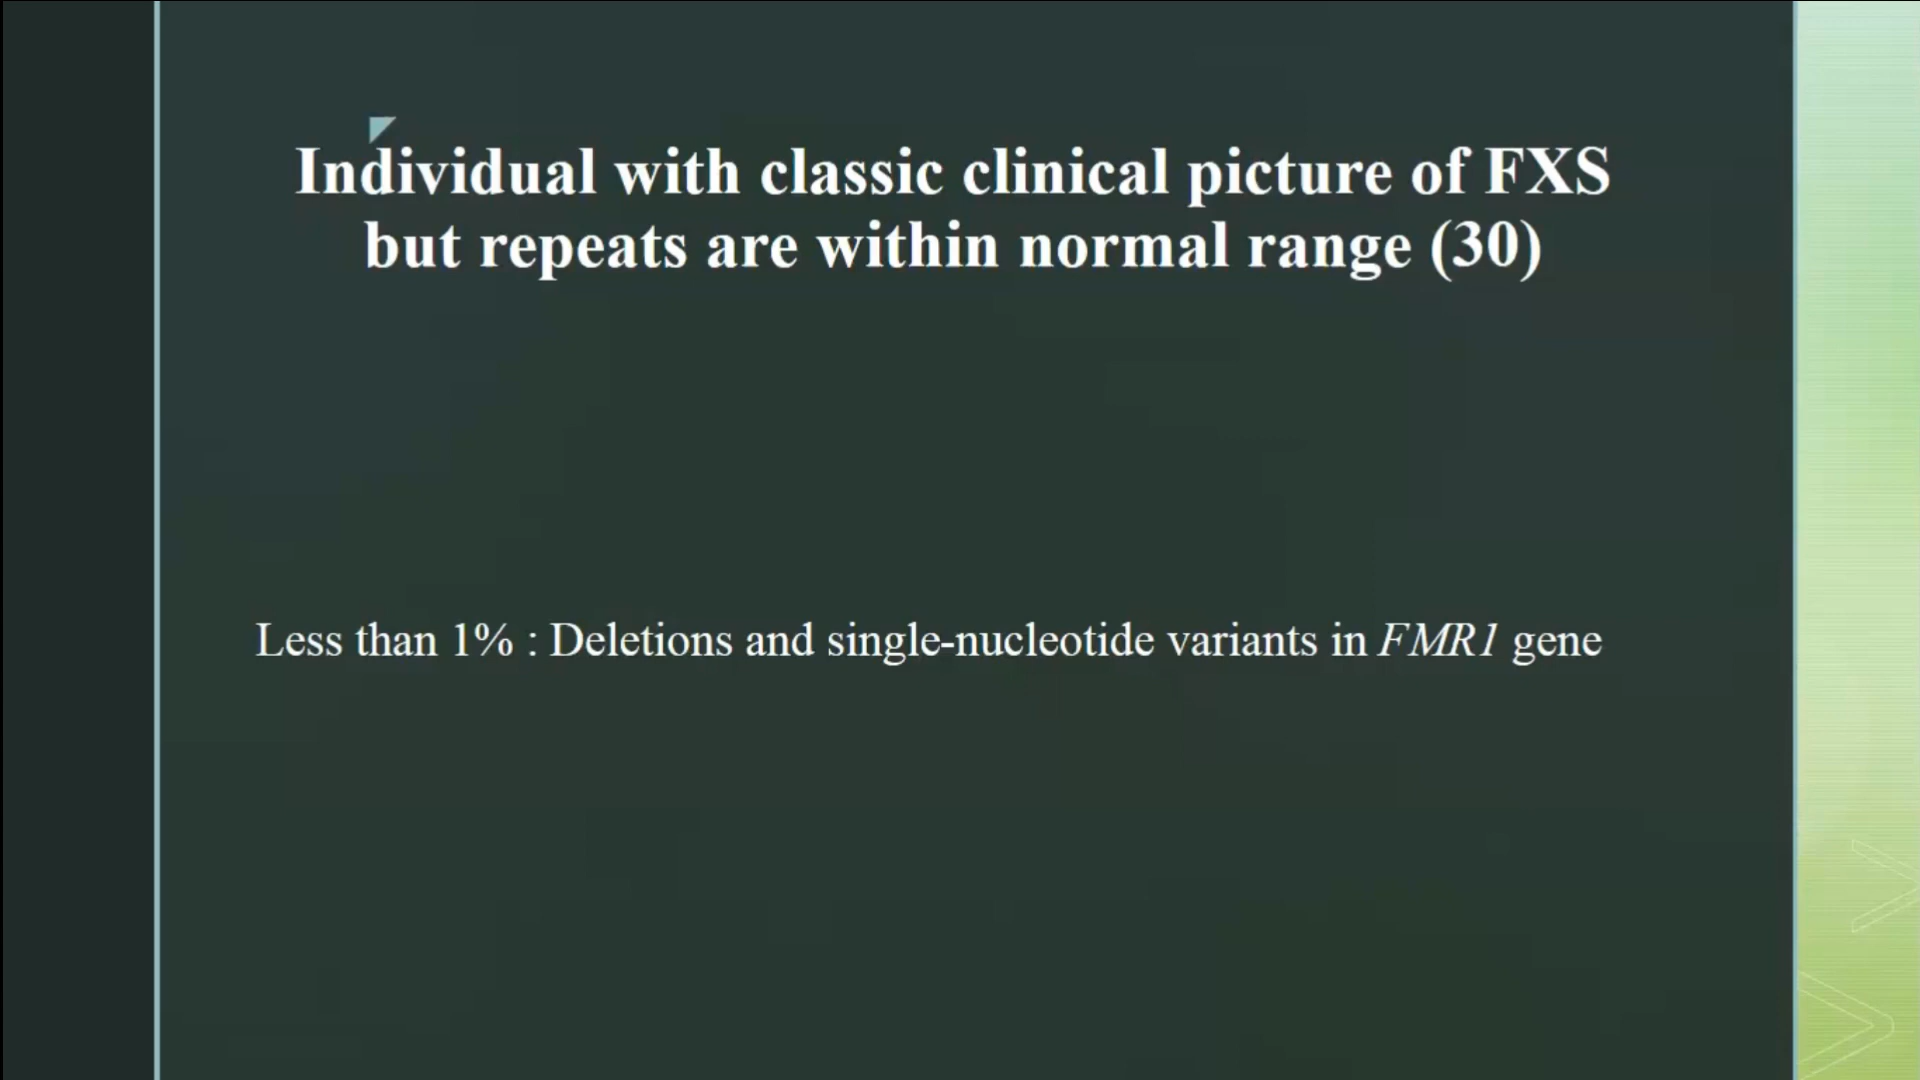 Individual with classic clinical picture of FXS
but repeats are within normal range (30)
Less than 1% : Deletions and single-nucleotide variants in FMR1 gene